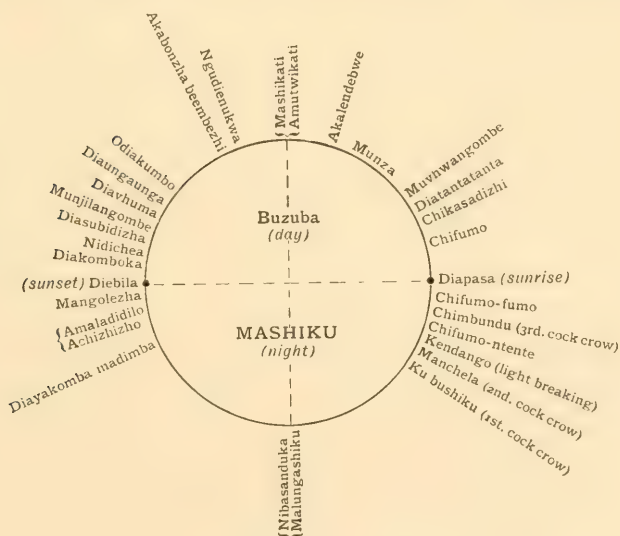 Akabonzha beembezhi
Ngudienukwa
{Mashikati
{Amutwikati
Akalendebwe
Munza
Muvhwangombe
Diatantatanta
Chikasadizhi
Chifumo
Odiakumbo
Diaungaunga
Diavhuma
Munjilangombe
Diasubidizha
Nidichea
Diakomboka
Buzuba
(day)
(sunset) Diebila
Diapasa (sunrise)
Mangolezha
{Amaladidilo
{Achizhizho
Diayakomba madimba
MASHIKU
(night)
Chifumo-fumo
Chimbundu (3rd. cock crow)
Chifumo-ntente
Kendango (light breaking)
Manchela (2nd. cock crow)
Ku bushiku (1st. cock crow)
{Nibasanduka
{Malungashiku